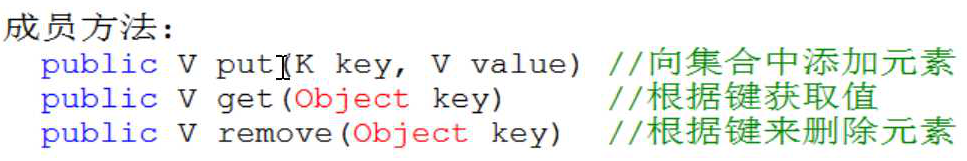 成员方法:
public V put(K key, V value) //向集合中添加元素
public V get(Object key) //根据键获取值
public V remove(Object key) //根据键来删除元素